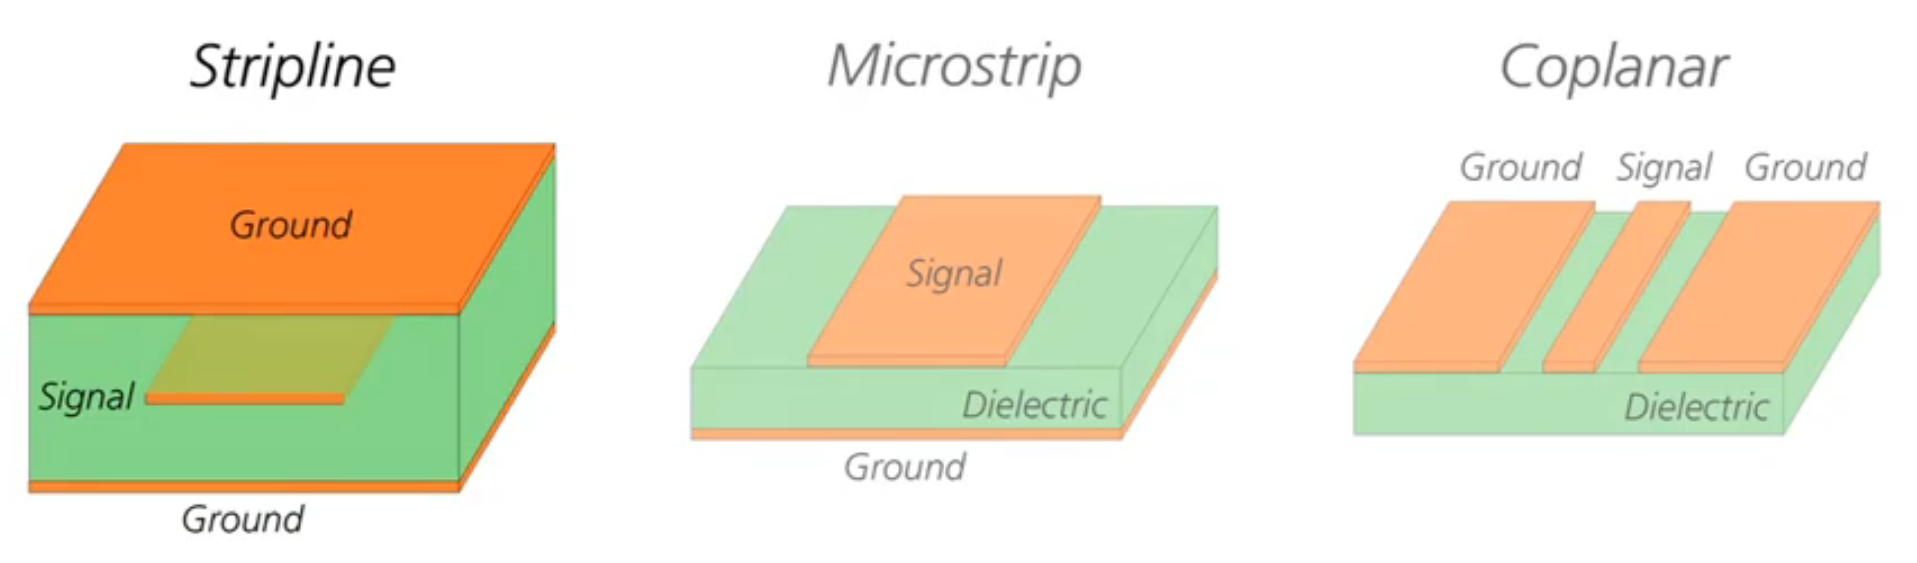 Stripline
Ground
Signal
Ground
Microstrip
Signal
Dielectric
Ground
Coplanar
Ground Signal Ground
Dielectric